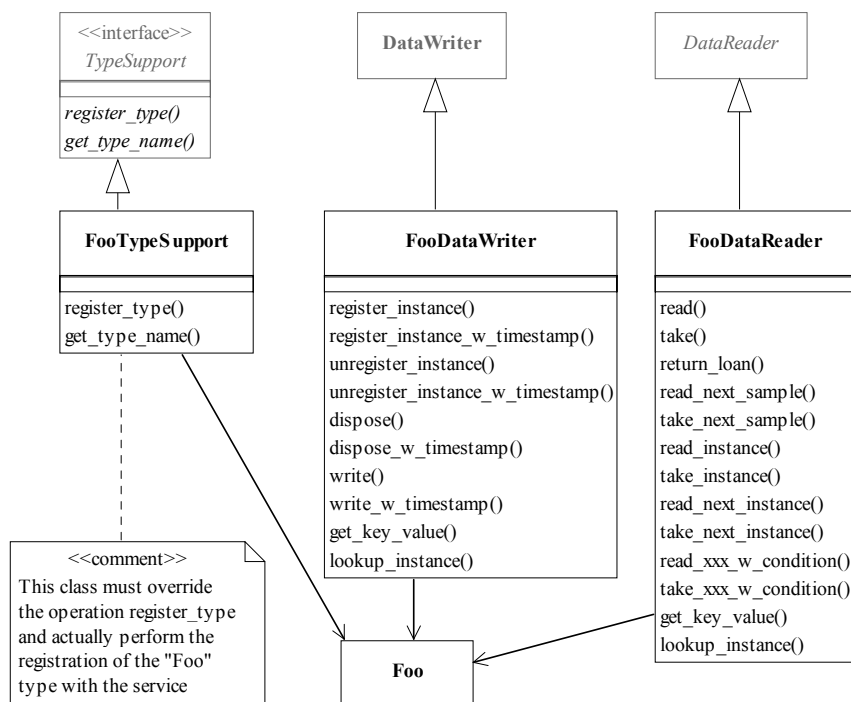 <<interface>>
TypeSupport
register_type()
get_type_name()
DataWriter
DataReader
FooTypeSupport
register_type()
get_type_name()
FooDataWriter
register_instance()
register_instance_w_timestamp()
unregister_instance()
unregister_instance_w_timestamp()
dispose()
dispose_w_timestamp()
write()
write_w_timestamp()
get_key_value()
lookup_instance()
FooDataReader
read()
take()
return_loan()
read_next_sample()
take_next_sample()
read_instance()
take_instance()
read_next_instance()
take_next_instance()
read_xxx_w_condition()
take_xxx_w_condition()
get_key_value()
lookup_instance()
<<comment>>
This class must override
the operation register_type
and actually perform the
registration of the "Foo"
type with the service
Foo